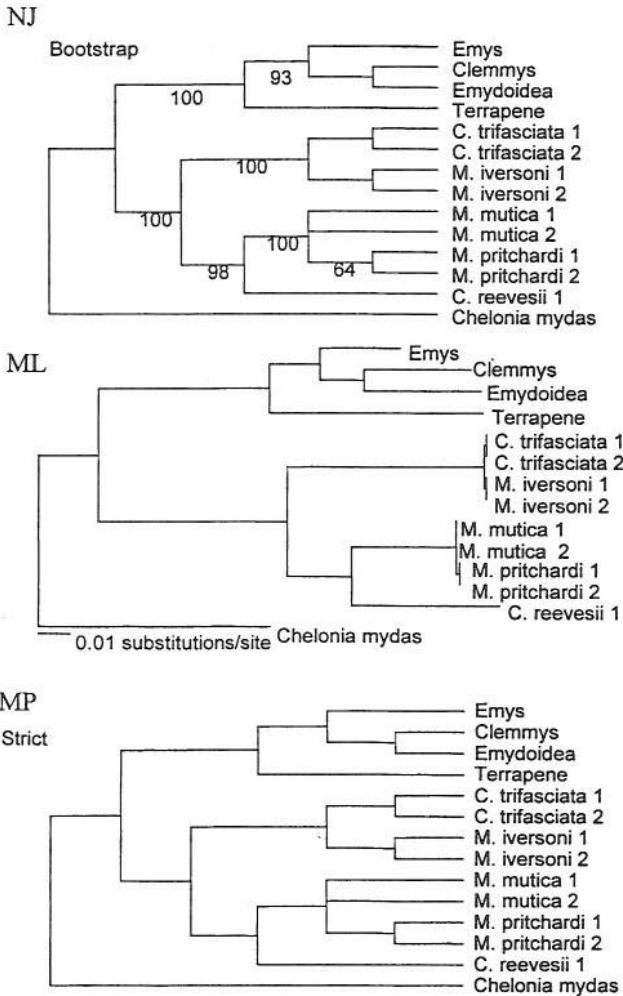 NJ
Bootstrap
Emys
93
Clemmys
Emydoidea
100
Terrapene
C. trifasciata 1
C. trifasciata 2
100
M. iversoni 1
M. iversoni 2
M. mutica 1
100
M. mutica 2
100
M. pritchardi 1
98
64
M. pritchardi 2
C. reevesii 1
Chelonia mydas
ML
Emys
Clemmys
Emydoidea
Terrapene
C. trifasciata 1
C. trifasciata 2
M. iversoni 1
M. iversoni 2
M. mutica 1
M. mutica 2
M. pritchardi 1
M. pritchardi 2
C. reevesii 1
0.01 substitutions/site
Chelonia mydas
MP
Strict
Emys
Clemmys
Emydoidea
Terrapene
C. trifasciata 1
C. trifasciata 2
M. iversoni 1
M. iversoni 2
M. mutica 1
M. mutica 2
M. pritchardi 1
M. pritchardi 2
C. reevesii 1
Chelonia mydas